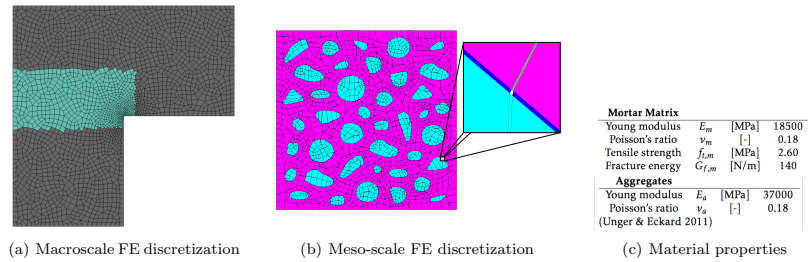 Mortar Matrix
Young modulus E_m [MPa] 18500
Poisson's ratio ν_m [-] 0.18
Tensile strength f_{t,m} [MPa] 2.60
Fracture energy G_{f,m} [N/m] 140
Aggregates
Young modulus E_a [MPa] 37000
Poisson's ratio ν_a [-] 0.18
(Unger & Eckard 2011)
(a) Macroscale FE discretization
(b) Meso-scale FE discretization
(c) Material properties